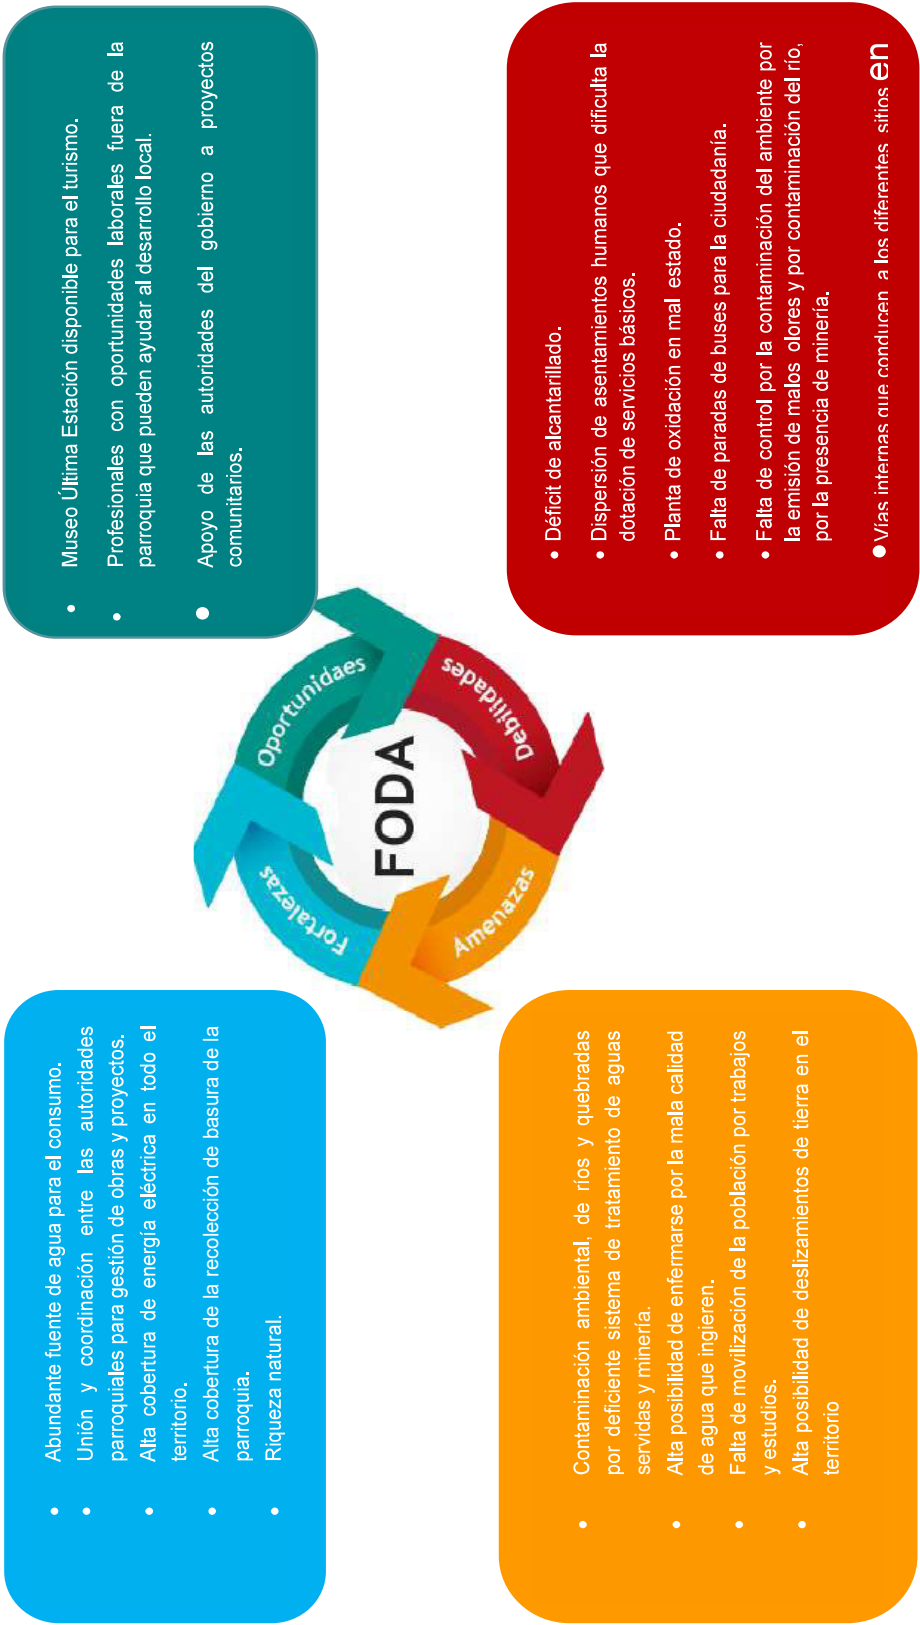 Abundante fuente de agua para el consumo.
Unión y coordinación entre las autoridades
parroquiales para gestión de obras y proyectos.
Alta cobertura de energía eléctrica en todo el
territorio.
Alta cobertura de la recolección de basura de la
parroquia.
Riqueza natural.
Museo Última Estación disponible para el turismo.
Profesionales con oportunidades laborales fuera de la
parroquia que pueden ayudar al desarrollo local.
Apoyo de las autoridades del gobierno a proyectos
comunitarios.
Fortalezas
Oportunidaes
FODA
Amenazas
Debilidades
Contaminación ambiental, de ríos y quebradas
por deficiente sistema de tratamiento de aguas
servidas y minería.
Alta posibilidad de enfermarse por la mala calidad
de agua que ingieren.
Falta de movilización de la población por trabajos
y estudios.
Alta posibilidad de deslizamientos de tierra en el
territorio
Déficit de alcantarillado.
Dispersión de asentamientos humanos que dificulta la
dotación de servicios básicos.
Planta de oxidación en mal estado.
Falta de paradas de buses para la ciudadanía.
Falta de control por la contaminación del ambiente por
la emisión de malos olores y por contaminación del río,
por la presencia de minería.
Vías internas que conducen a los diferentes sitios en